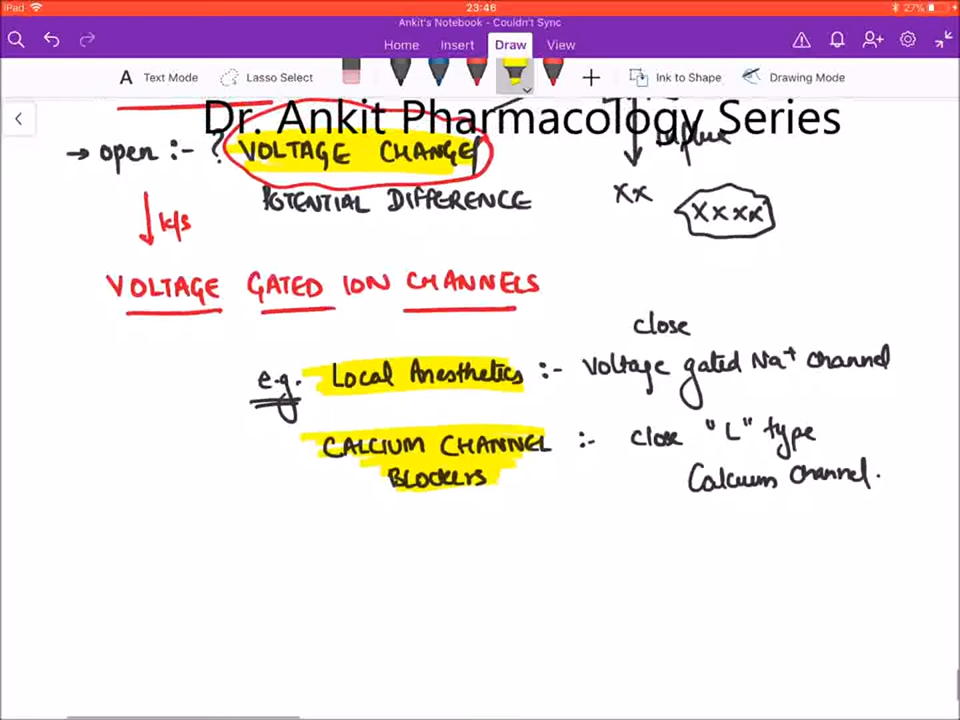 iPad 23:46 27%
Ankit's Notebook - Couldn't Sync
Home Insert Draw View
Text Mode Lasso Select Ink to Shape Drawing Mode
Dr. Ankit Pharmacology Series
→ open :- ? VOLTAGE CHANGE
POTENTIAL DIFFERENCE
XX XXXX
↓ k/s
VOLTAGE GATED ION CHANNELS
close
e.g. Local Anesthetics :- Voltage gated Na+ channel
CALCIUM CHANNEL :- close "L" type
BLOCKERS Calcium Channel.